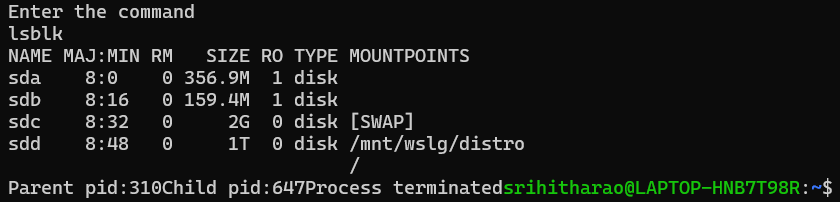 Enter the command
lsblk
NAME MAJ:MIN RM   SIZE RO TYPE MOUNTPOINTS
sda    8:0    0 356.9M  1 disk
sdb    8:16   0 159.4M  1 disk
sdc    8:32   0     2G  0 disk [SWAP]
sdd    8:48   0     1T  0 disk /mnt/wslg/distro
                               /
Parent pid:310Child pid:647Process terminatedsrihitharao@LAPTOP-HNB7T98R:~$